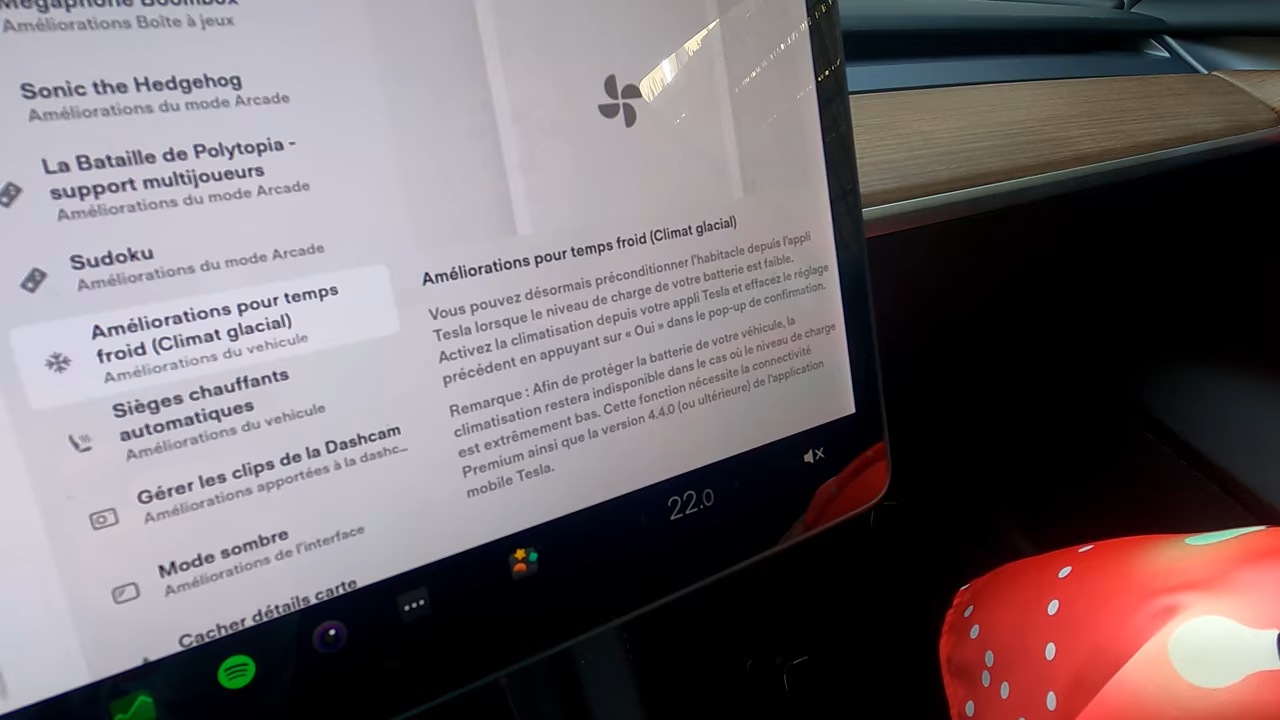 Mégaphone Boombox
Améliorations Boîte à jeux
Sonic the Hedgehog
Améliorations du mode Arcade
La Bataille de Polytopia -
support multijoueurs
Améliorations du mode Arcade
Sudoku
Améliorations du mode Arcade
Améliorations pour temps
froid (Climat glacial)
Améliorations du vehicule
Sièges chauffants
automatiques
Améliorations du vehicule
Gérer les clips de la Dashcam
Améliorations apportées à la dashc...
Mode sombre
Améliorations de l'interface
Cacher détails carte
Améliorations pour temps froid (Climat glacial)
Vous pouvez désormais préconditionner l'habitacle depuis l'appli
Tesla lorsque le niveau de charge de votre batterie est faible.
Activez la climatisation depuis votre appli Tesla et effacez le réglage
précédent en appuyant sur « Oui » dans le pop-up de confirmation.
Remarque : Afin de protéger la batterie de votre véhicule, la
climatisation restera indisponible dans le cas où le niveau de charge
est extrêmement bas. Cette fonction nécessite la connectivité
Premium ainsi que la version 4.4.0 (ou ultérieure) de l'application
mobile Tesla.
22.0